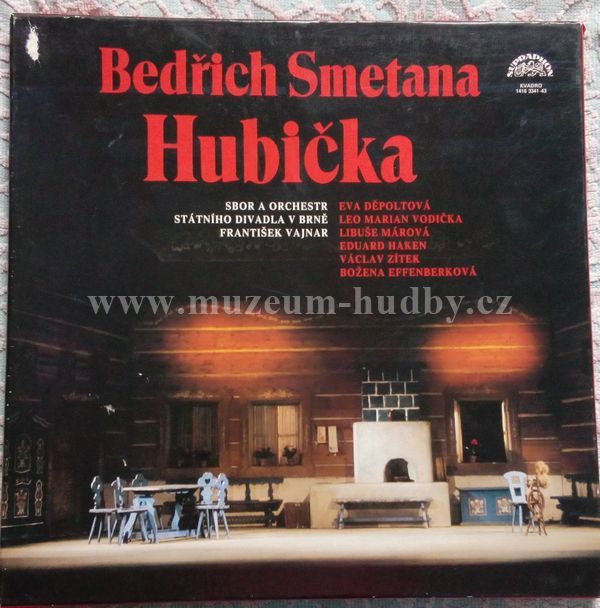 Bedřich Smetana
Hubička
SUPRAPHON
KVADRO
1416 3341-43
SBOR A ORCHESTR
STÁTNÍHO DIVADLA V BRNĚ
FRANTIŠEK VAJNAR
EVA DĚPOLTOVÁ
LEO MARIAN VODIČKA
LIBUŠE MÁROVÁ
EDUARD HAKEN
VÁCLAV ZÍTEK
BOŽENA EFFENBERKOVÁ
www.muzeum-hudby.cz